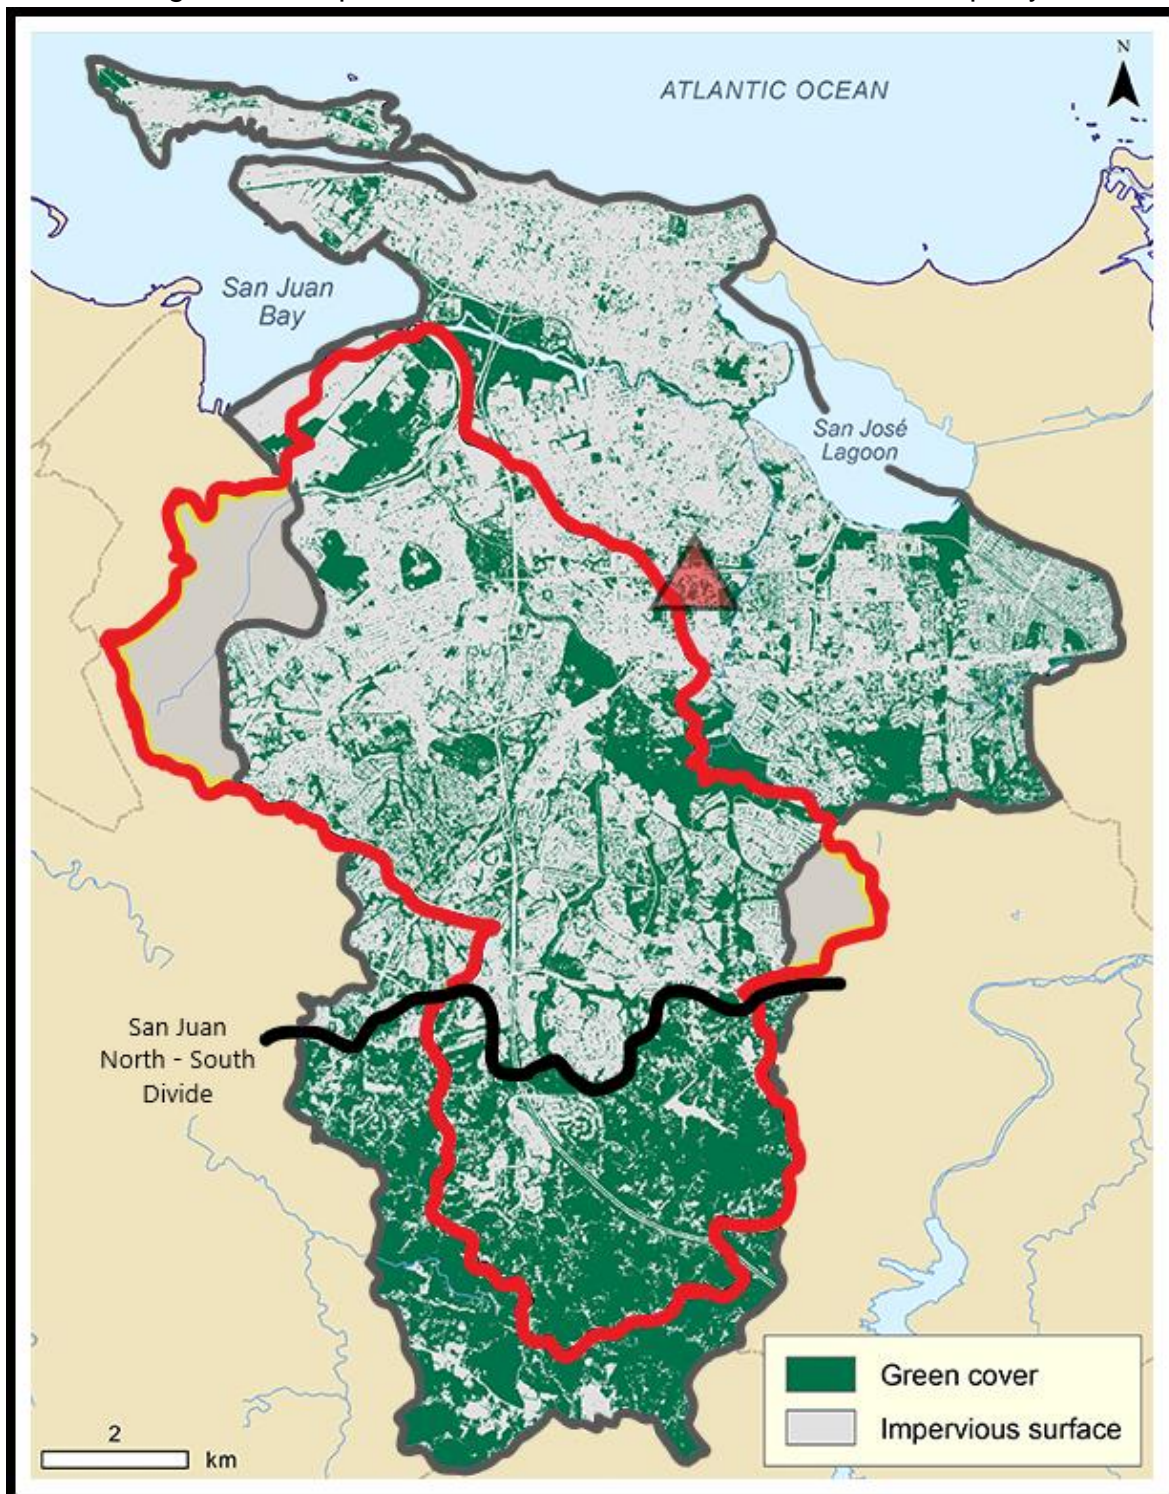 N
ATLANTIC OCEAN
San Juan
Bay
San José
Lagoon
San Juan
North - South
Divide
Green cover
Impervious surface
2
km